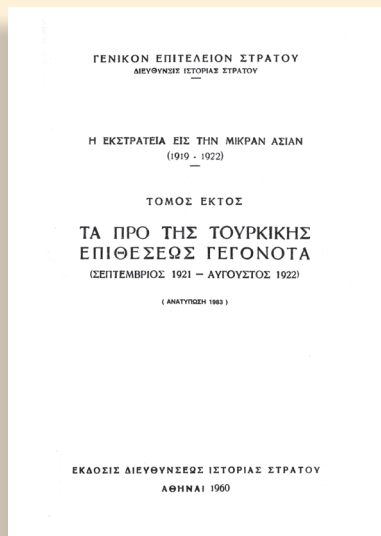 ΓΕΝΙΚΟΝ ΕΠΙΤΕΛΕΙΟΝ ΣΤΡΑΤΟΥ
ΔΙΕΥΘΥΝΣΙΣ ΙΣΤΟΡΙΑΣ ΣΤΡΑΤΟΥ
Η ΕΚΣΤΡΑΤΕΙΑ ΕΙΣ ΤΗΝ ΜΙΚΡΑΝ ΑΣΙΑΝ
(1919 - 1922)
ΤΟΜΟΣ ΕΚΤΟΣ
ΤΑ ΠΡΟ ΤΗΣ ΤΟΥΡΚΙΚΗΣ
ΕΠΙΘΕΣΕΩΣ ΓΕΓΟΝΟΤΑ
(ΣΕΠΤΕΜΒΡΙΟΣ 1921 – ΑΥΓΟΥΣΤΟΣ 1922)
( ΑΝΑΤΥΠΩΣΗ 1983 )
ΕΚΔΟΣΙΣ ΔΙΕΥΘΥΝΣΕΩΣ ΙΣΤΟΡΙΑΣ ΣΤΡΑΤΟΥ
ΑΘΗΝΑΙ 1960